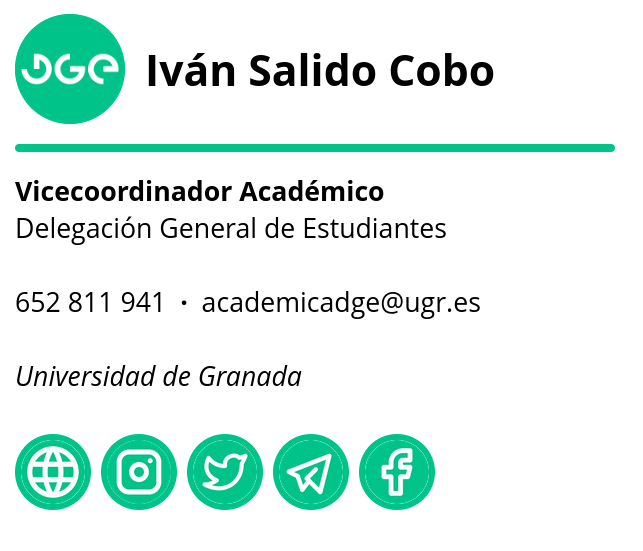 DGe
Iván Salido Cobo
Vicecoordinador Académico
Delegación General de Estudiantes
652 811 941 · academicadge@ugr.es
Universidad de Granada